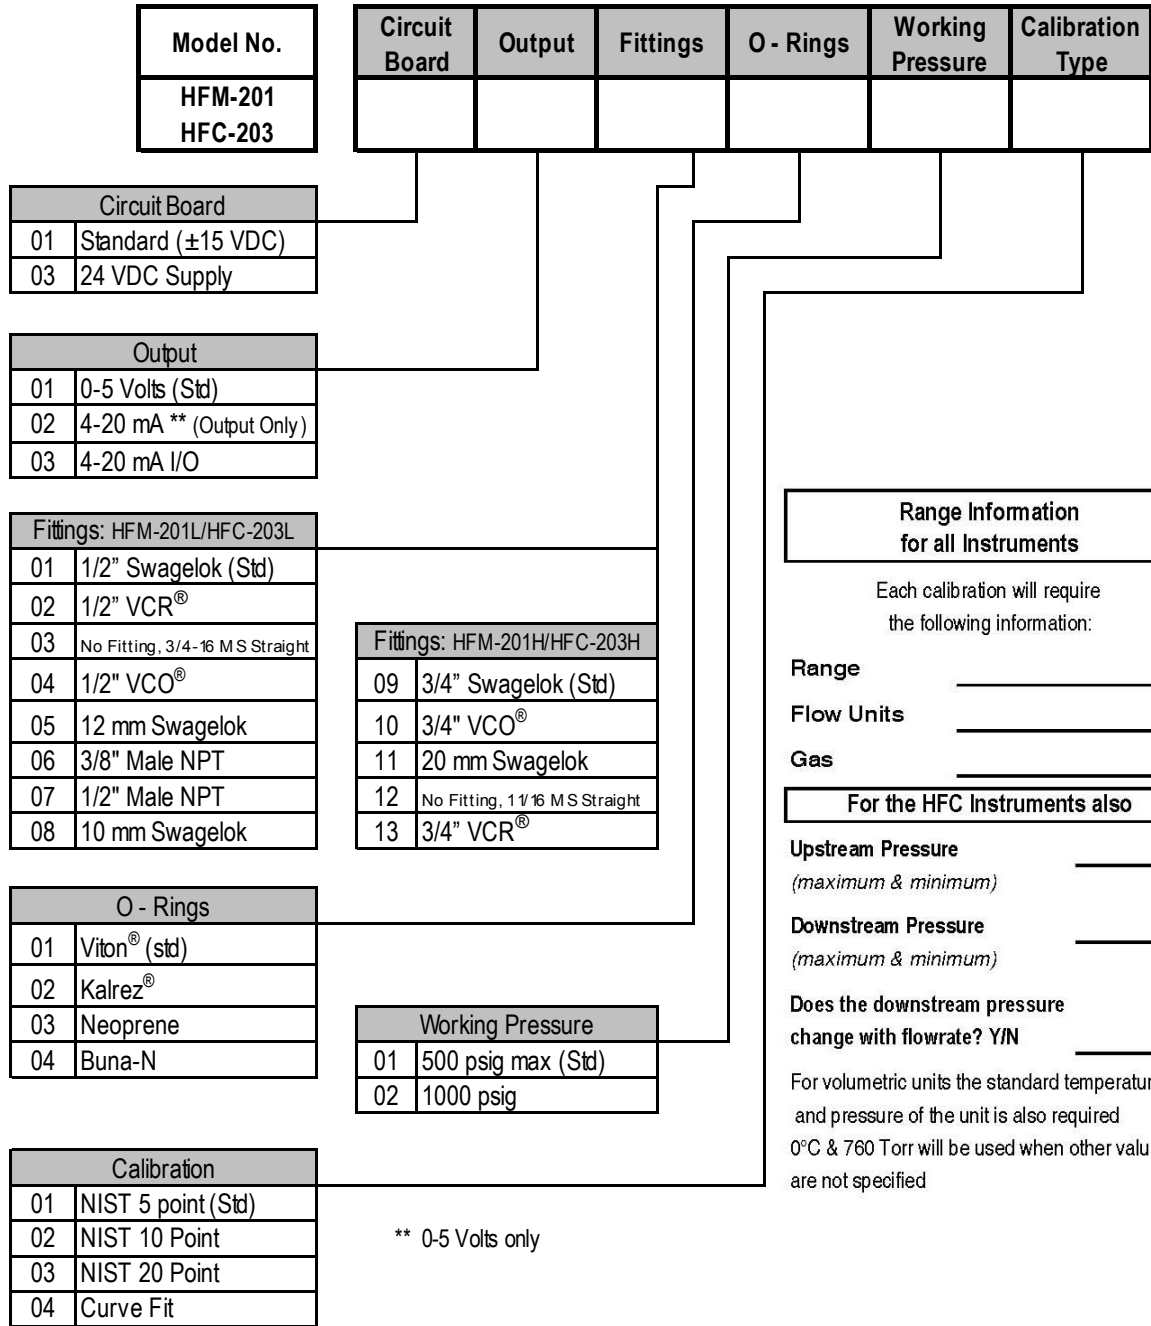 Model No.
HFM-201
HFC-203
Circuit Board
Output
Fittings
O - Rings
Working Pressure
Calibration Type
Circuit Board
01 Standard (±15 VDC)
03 24 VDC Supply
Output
01 0-5 Volts (Std)
02 4-20 mA ** (Output Only)
03 4-20 mA I/O
Fittings: HFM-201L/HFC-203L
01 1/2” Swagelok (Std)
02 1/2” VCR®
03 No Fitting, 3/4-16 MS Straight
04 1/2" VCO®
05 12 mm Swagelok
06 3/8" Male NPT
07 1/2" Male NPT
08 10 mm Swagelok
Fittings: HFM-201H/HFC-203H
09 3/4” Swagelok (Std)
10 3/4" VCO®
11 20 mm Swagelok
12 No Fitting, 11/16 MS Straight
13 3/4” VCR®
O - Rings
01 Viton® (std)
02 Kalrez®
03 Neoprene
04 Buna-N
Working Pressure
01 500 psig max (Std)
02 1000 psig
Calibration
01 NIST 5 point (Std)
02 NIST 10 Point
03 NIST 20 Point
04 Curve Fit
** 0-5 Volts only
Range Information
for all Instruments
Each calibration will require
the following information:
Range
Flow Units
Gas
For the HFC Instruments also
Upstream Pressure
(maximum & minimum)
Downstream Pressure
(maximum & minimum)
Does the downstream pressure
change with flowrate? Y/N
For volumetric units the standard temperatur
and pressure of the unit is also required
0°C & 760 Torr will be used when other valu
are not specified